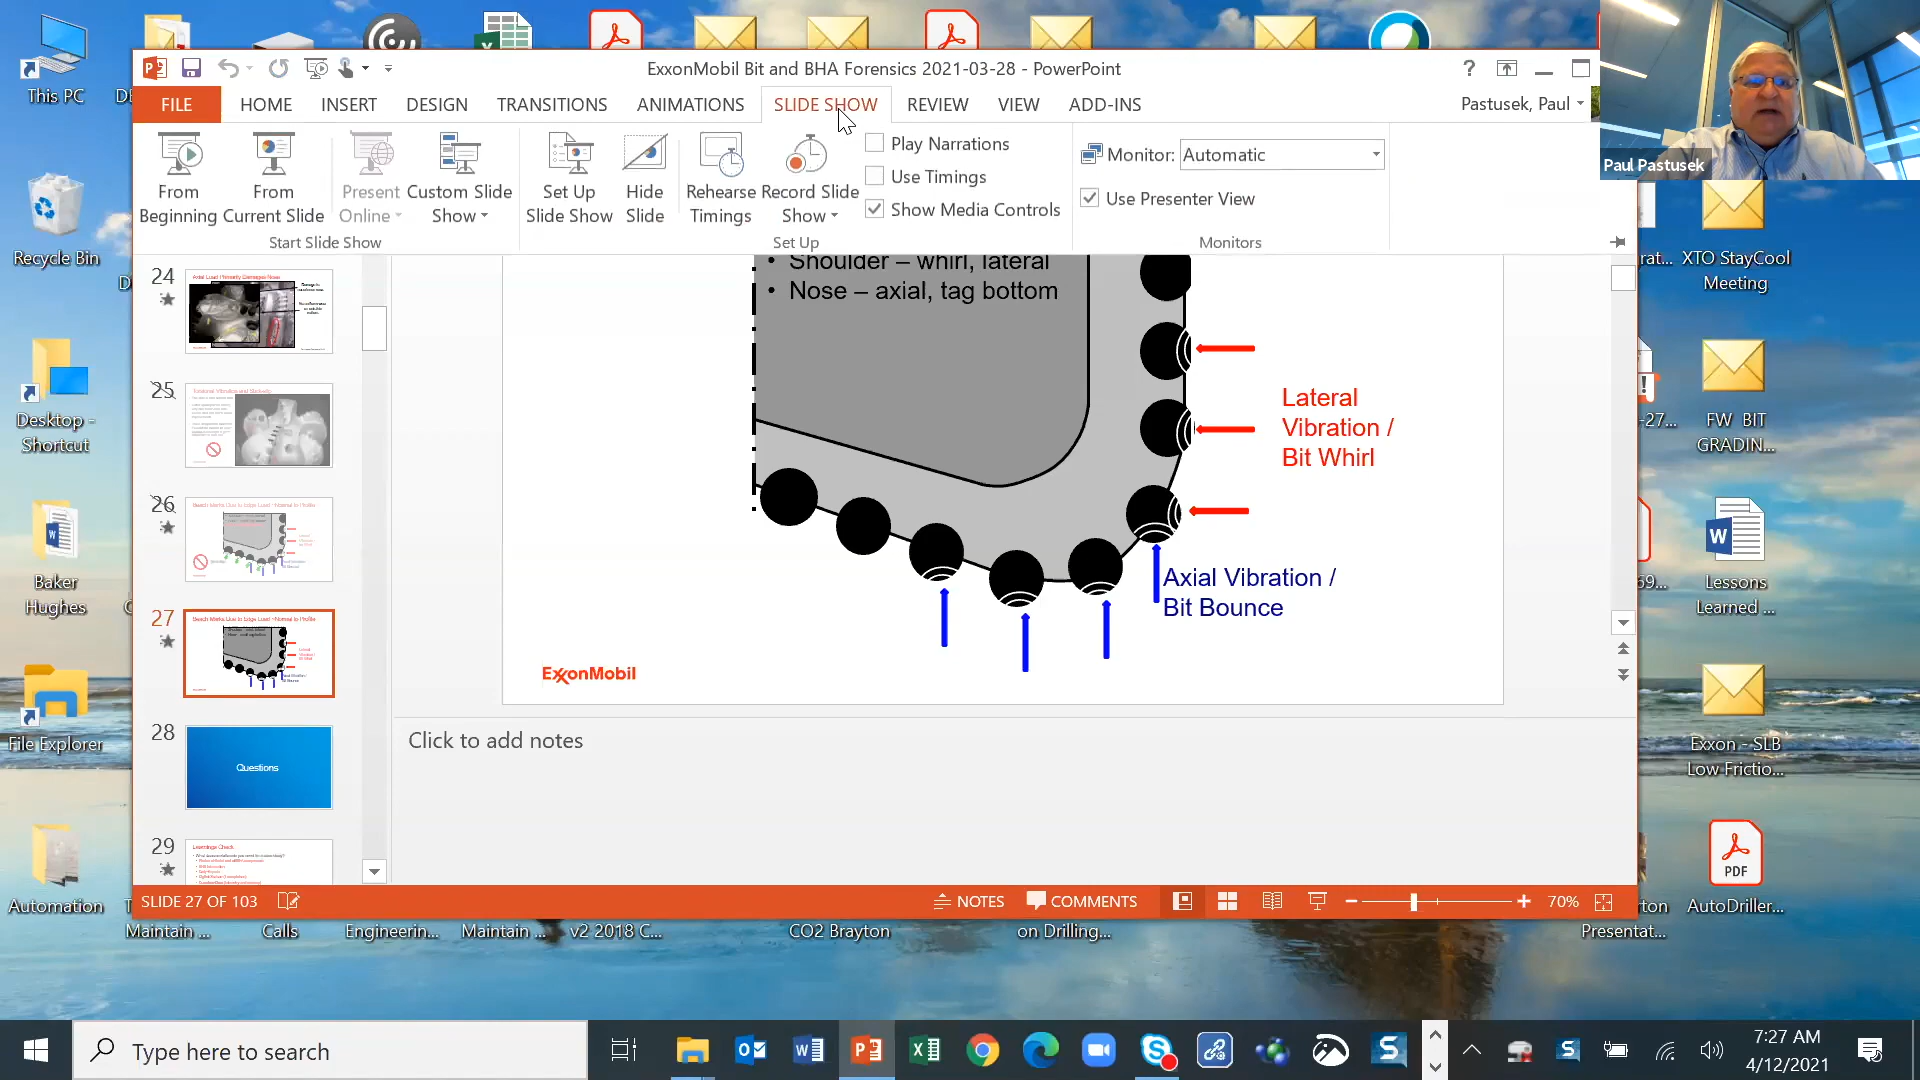 This PC
Recycle Bin
Desktop - Shortcut
Baker Hughes
File Explorer
Automation
ExxonMobil Bit and BHA Forensics 2021-03-28 - PowerPoint
?
FILE
HOME
INSERT
DESIGN
TRANSITIONS
ANIMATIONS
SLIDE SHOW
REVIEW
VIEW
ADD-INS
Pastusek, Paul
From Beginning
From Current Slide
Present Online
Custom Slide Show
Set Up Slide Show
Hide Slide
Rehearse Timings
Record Slide Show
Play Narrations
Use Timings
Show Media Controls
Monitor:
Automatic
Use Presenter View
Start Slide Show
Set Up
Monitors
24
25
26
27
28
Questions
29
• Shoulder – whirl, lateral
• Nose – axial, tag bottom
Lateral
Vibration /
Bit Whirl
Axial Vibration /
Bit Bounce
ExxonMobil
Click to add notes
SLIDE 27 OF 103
NOTES
COMMENTS
70%
Paul Pastusek
XTO StayCool
Meeting
FW_BIT
GRADIN...
Lessons
Learned ...
Exxon - SLB
Low Frictio...
PDF
AutoDriller...
Maintain ...
Calls
Engineerin...
Maintain ...
v2 2018 C...
CO2 Brayton
on Drilling...
Presentat...
Type here to search
7:27 AM
4/12/2021